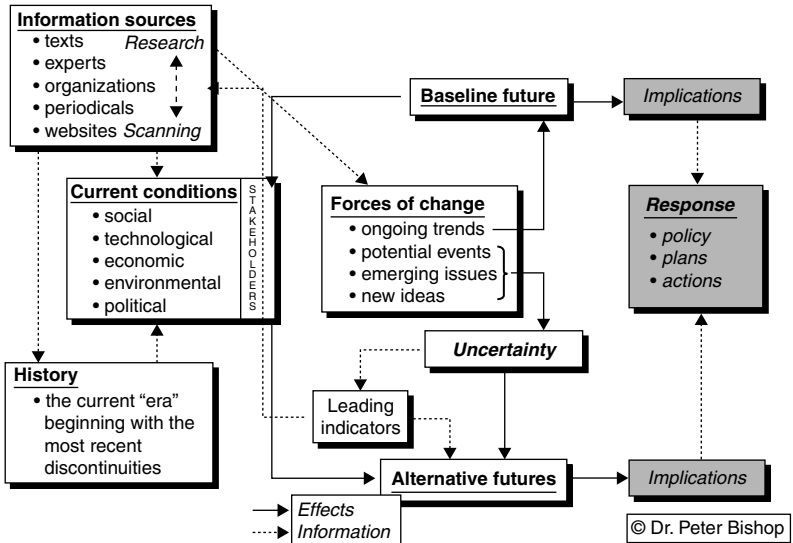 Information sources
• texts Research
• experts
• organizations
• periodicals
• websites Scanning
Current conditions
• social
• technological
• economic
• environmental
• political
STAKEHOLDERS
History
• the current “era”
beginning with the
most recent
discontinuities
Forces of change
• ongoing trends
• potential events
• emerging issues
• new ideas
Baseline future
Implications
Response
• policy
• plans
• actions
Uncertainty
Leading
indicators
Alternative futures
Implications
Effects
Information
© Dr. Peter Bishop